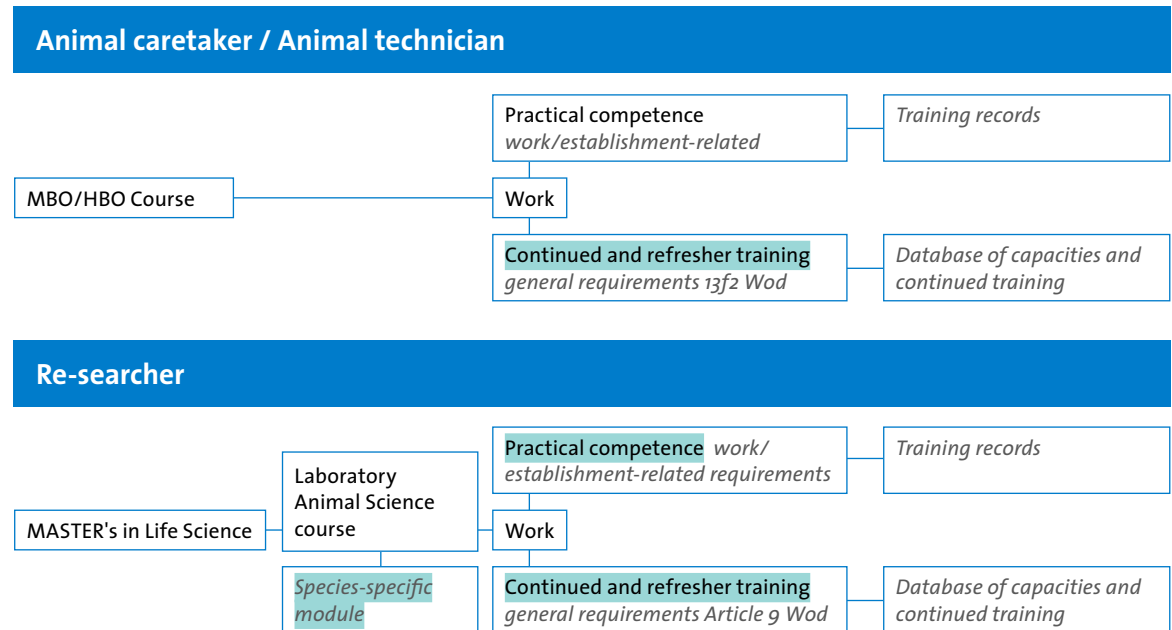 Animal caretaker / Animal technician
Practical competence
work/establishment-related
Training records
MBO/HBO Course
Work
Continued and refresher training
general requirements 13f2 Wod
Database of capacities and
continued training
Re-searcher
Practical competence work/
establishment-related requirements
Training records
Laboratory
Animal Science
course
MASTER's in Life Science
Work
Species-specific
module
Continued and refresher training
general requirements Article 9 Wod
Database of capacities and
continued training